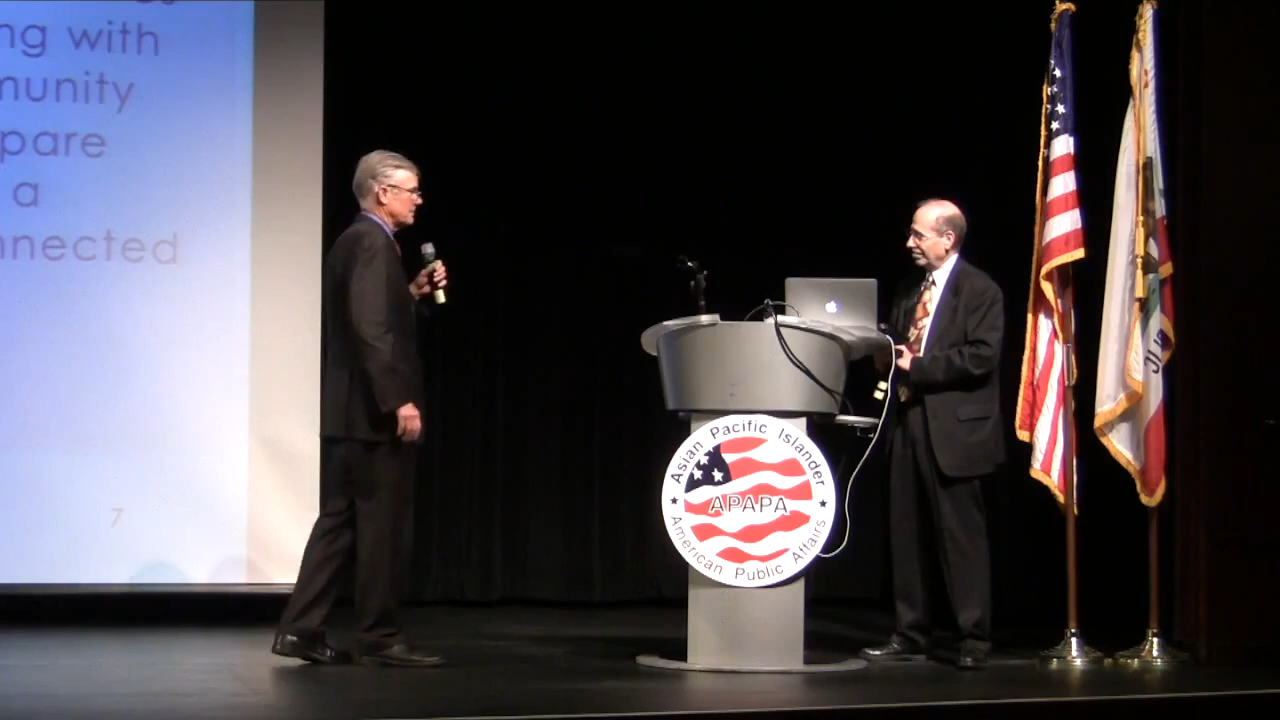 ng with
munity
pare
a
nnected
7
Asian Pacific Islander
APAPA
American Public Affairs